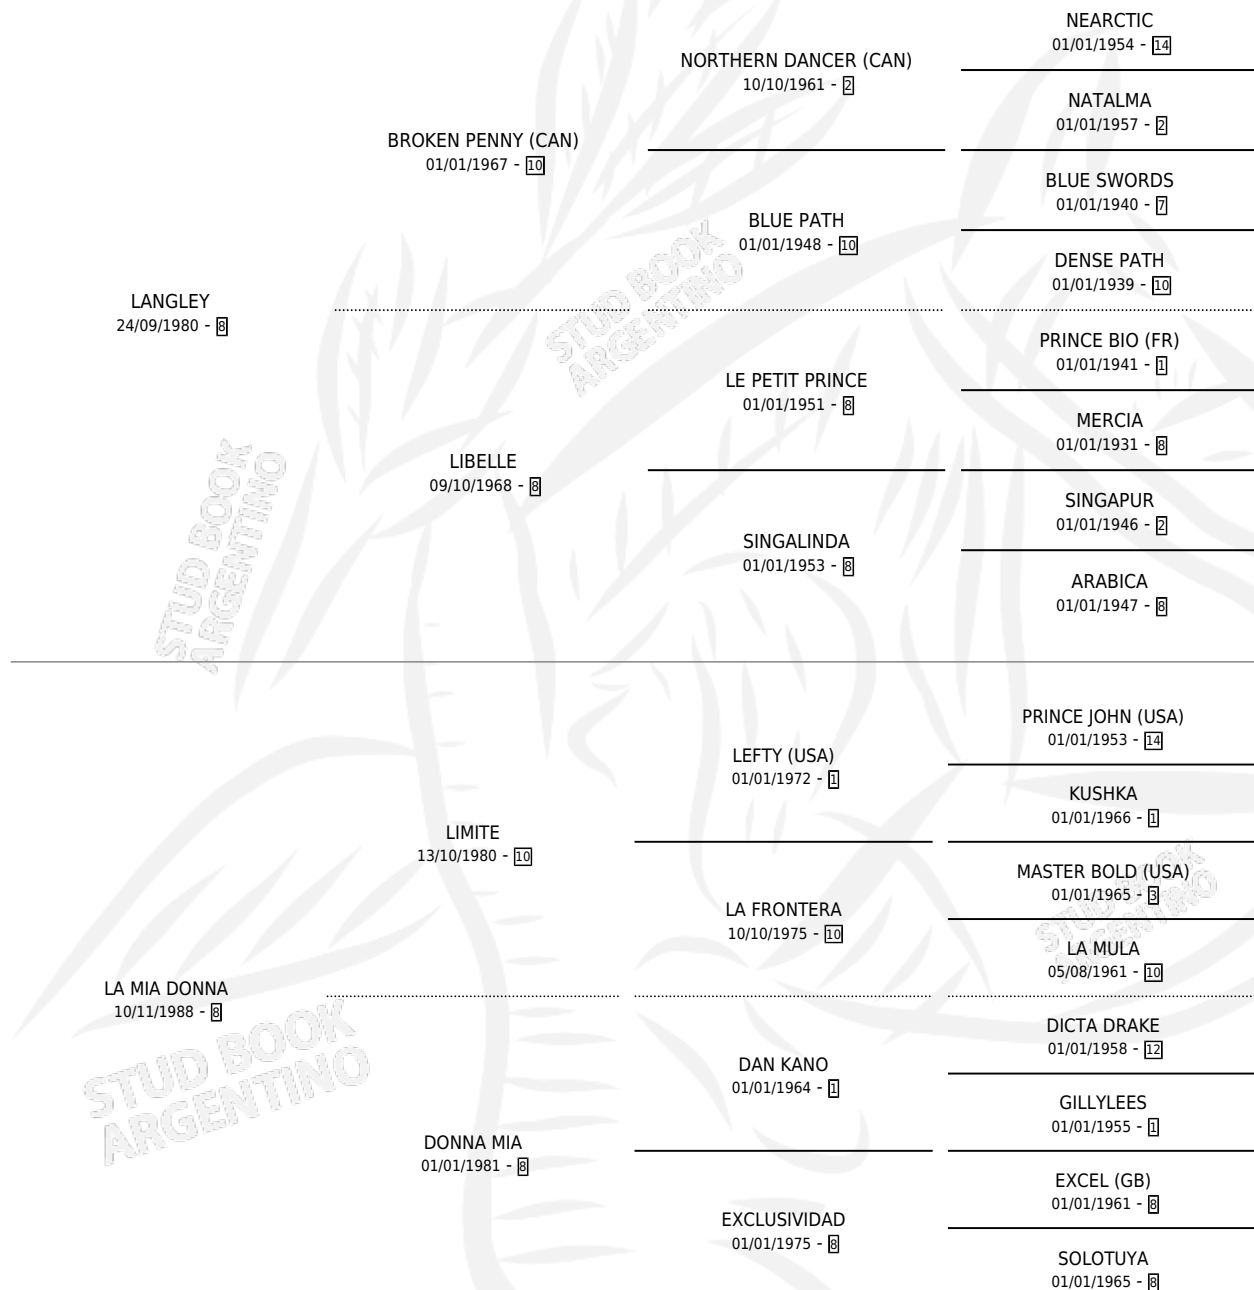 NEARCTIC
01/01/1954 - 14
NORTHERN DANCER (CAN)
10/10/1961 - 2
NATALMA
01/01/1957 - 2
BROKEN PENNY (CAN)
01/01/1967 - 10
BLUE SWORDS
01/01/1940 - 7
BLUE PATH
01/01/1948 - 10
DENSE PATH
01/01/1939 - 10
LANGLEY
24/09/1980 - 8
PRINCE BIO (FR)
01/01/1941 - 1
LE PETIT PRINCE
01/01/1951 - 8
MERCIA
01/01/1931 - 8
LIBELLE
09/10/1968 - 8
SINGAPUR
01/01/1946 - 2
SINGALINDA
01/01/1953 - 8
ARABICA
01/01/1947 - 8
PRINCE JOHN (USA)
01/01/1953 - 14
LEFTY (USA)
01/01/1972 - 1
KUSHKA
01/01/1966 - 1
LIMITE
13/10/1980 - 10
MASTER BOLD (USA)
01/01/1965 - 3
LA FRONTERA
10/10/1975 - 10
LA MULA
05/08/1961 - 10
LA MIA DONNA
10/11/1988 - 8
DICTA DRAKE
01/01/1958 - 12
DAN KANO
01/01/1964 - 1
GILLYLEES
01/01/1955 - 1
DONNA MIA
01/01/1981 - 8
EXCEL (GB)
01/01/1961 - 8
EXCLUSIVIDAD
01/01/1975 - 8
SOLOTUYA
01/01/1965 - 8
STUD BOOK
ARGENTINO
STUD BOOK
ARGENTINO
STUD BOOK
ARGENTINO
STUD BOOK
ARGENTINO